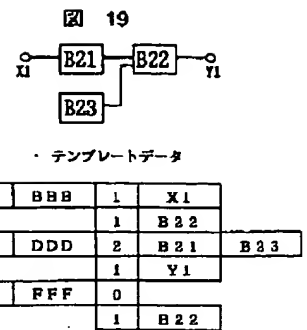 図 19
X1 B21 B22 Y1
B23
・テンプレートデータ
BBB 1 X1
1 B22
DDD 2 B21 B23
1 Y1
FFF 0
1 B22